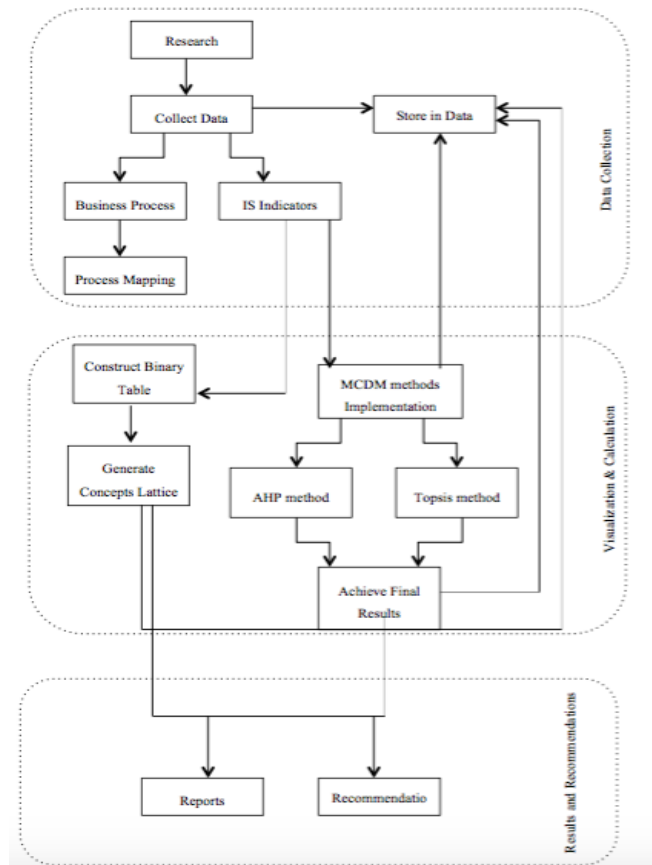 Research
Collect Data
Store in Data
Business Process
IS Indicators
Process Mapping
Data Collection
Construct Binary
Table
MCDM methods
Implementation
Generate
Concepts Lattice
AHP method
Topsis method
Achieve Final
Results
Visualization & Calculation
Reports
Recommendatio
Results and Recommendations